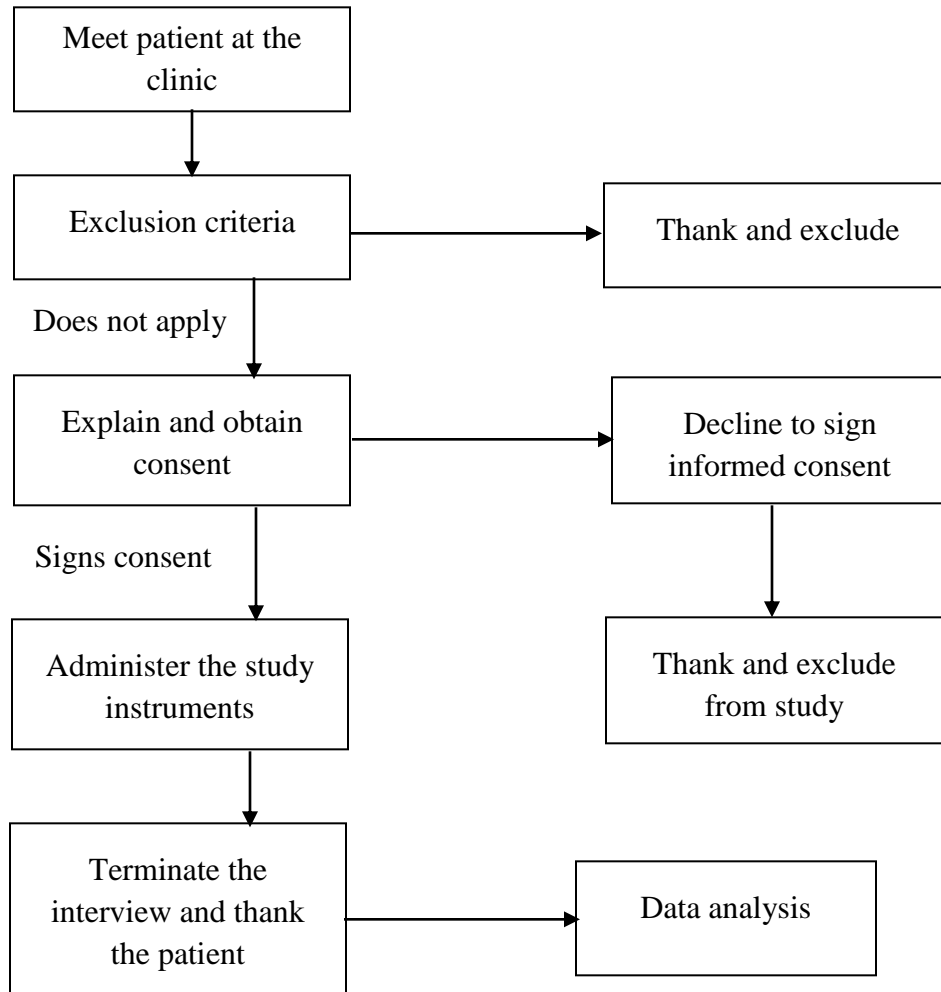 Meet patient at the
clinic
Exclusion criteria
Thank and exclude
Does not apply
Explain and obtain
consent
Decline to sign
informed consent
Signs consent
Administer the study
instruments
Thank and exclude
from study
Terminate the
interview and thank
the patient
Data analysis